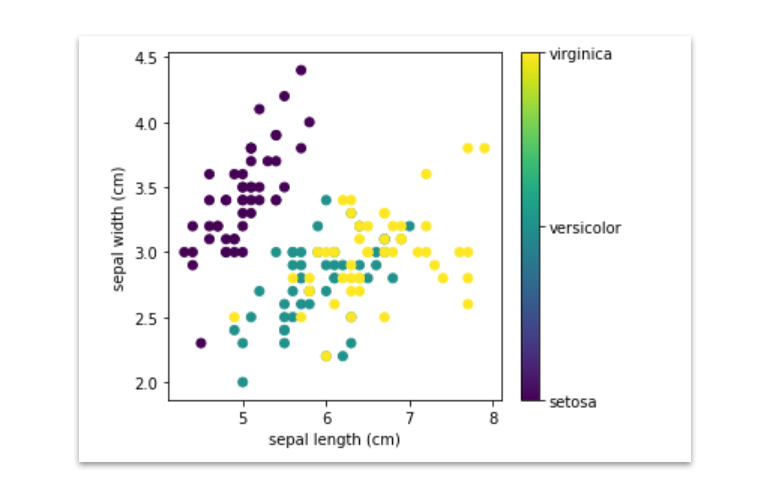 4.5
4.0
3.5
3.0
2.5
2.0
sepal width (cm)
5 6 7 8
sepal length (cm)
virginica
versicolor
setosa